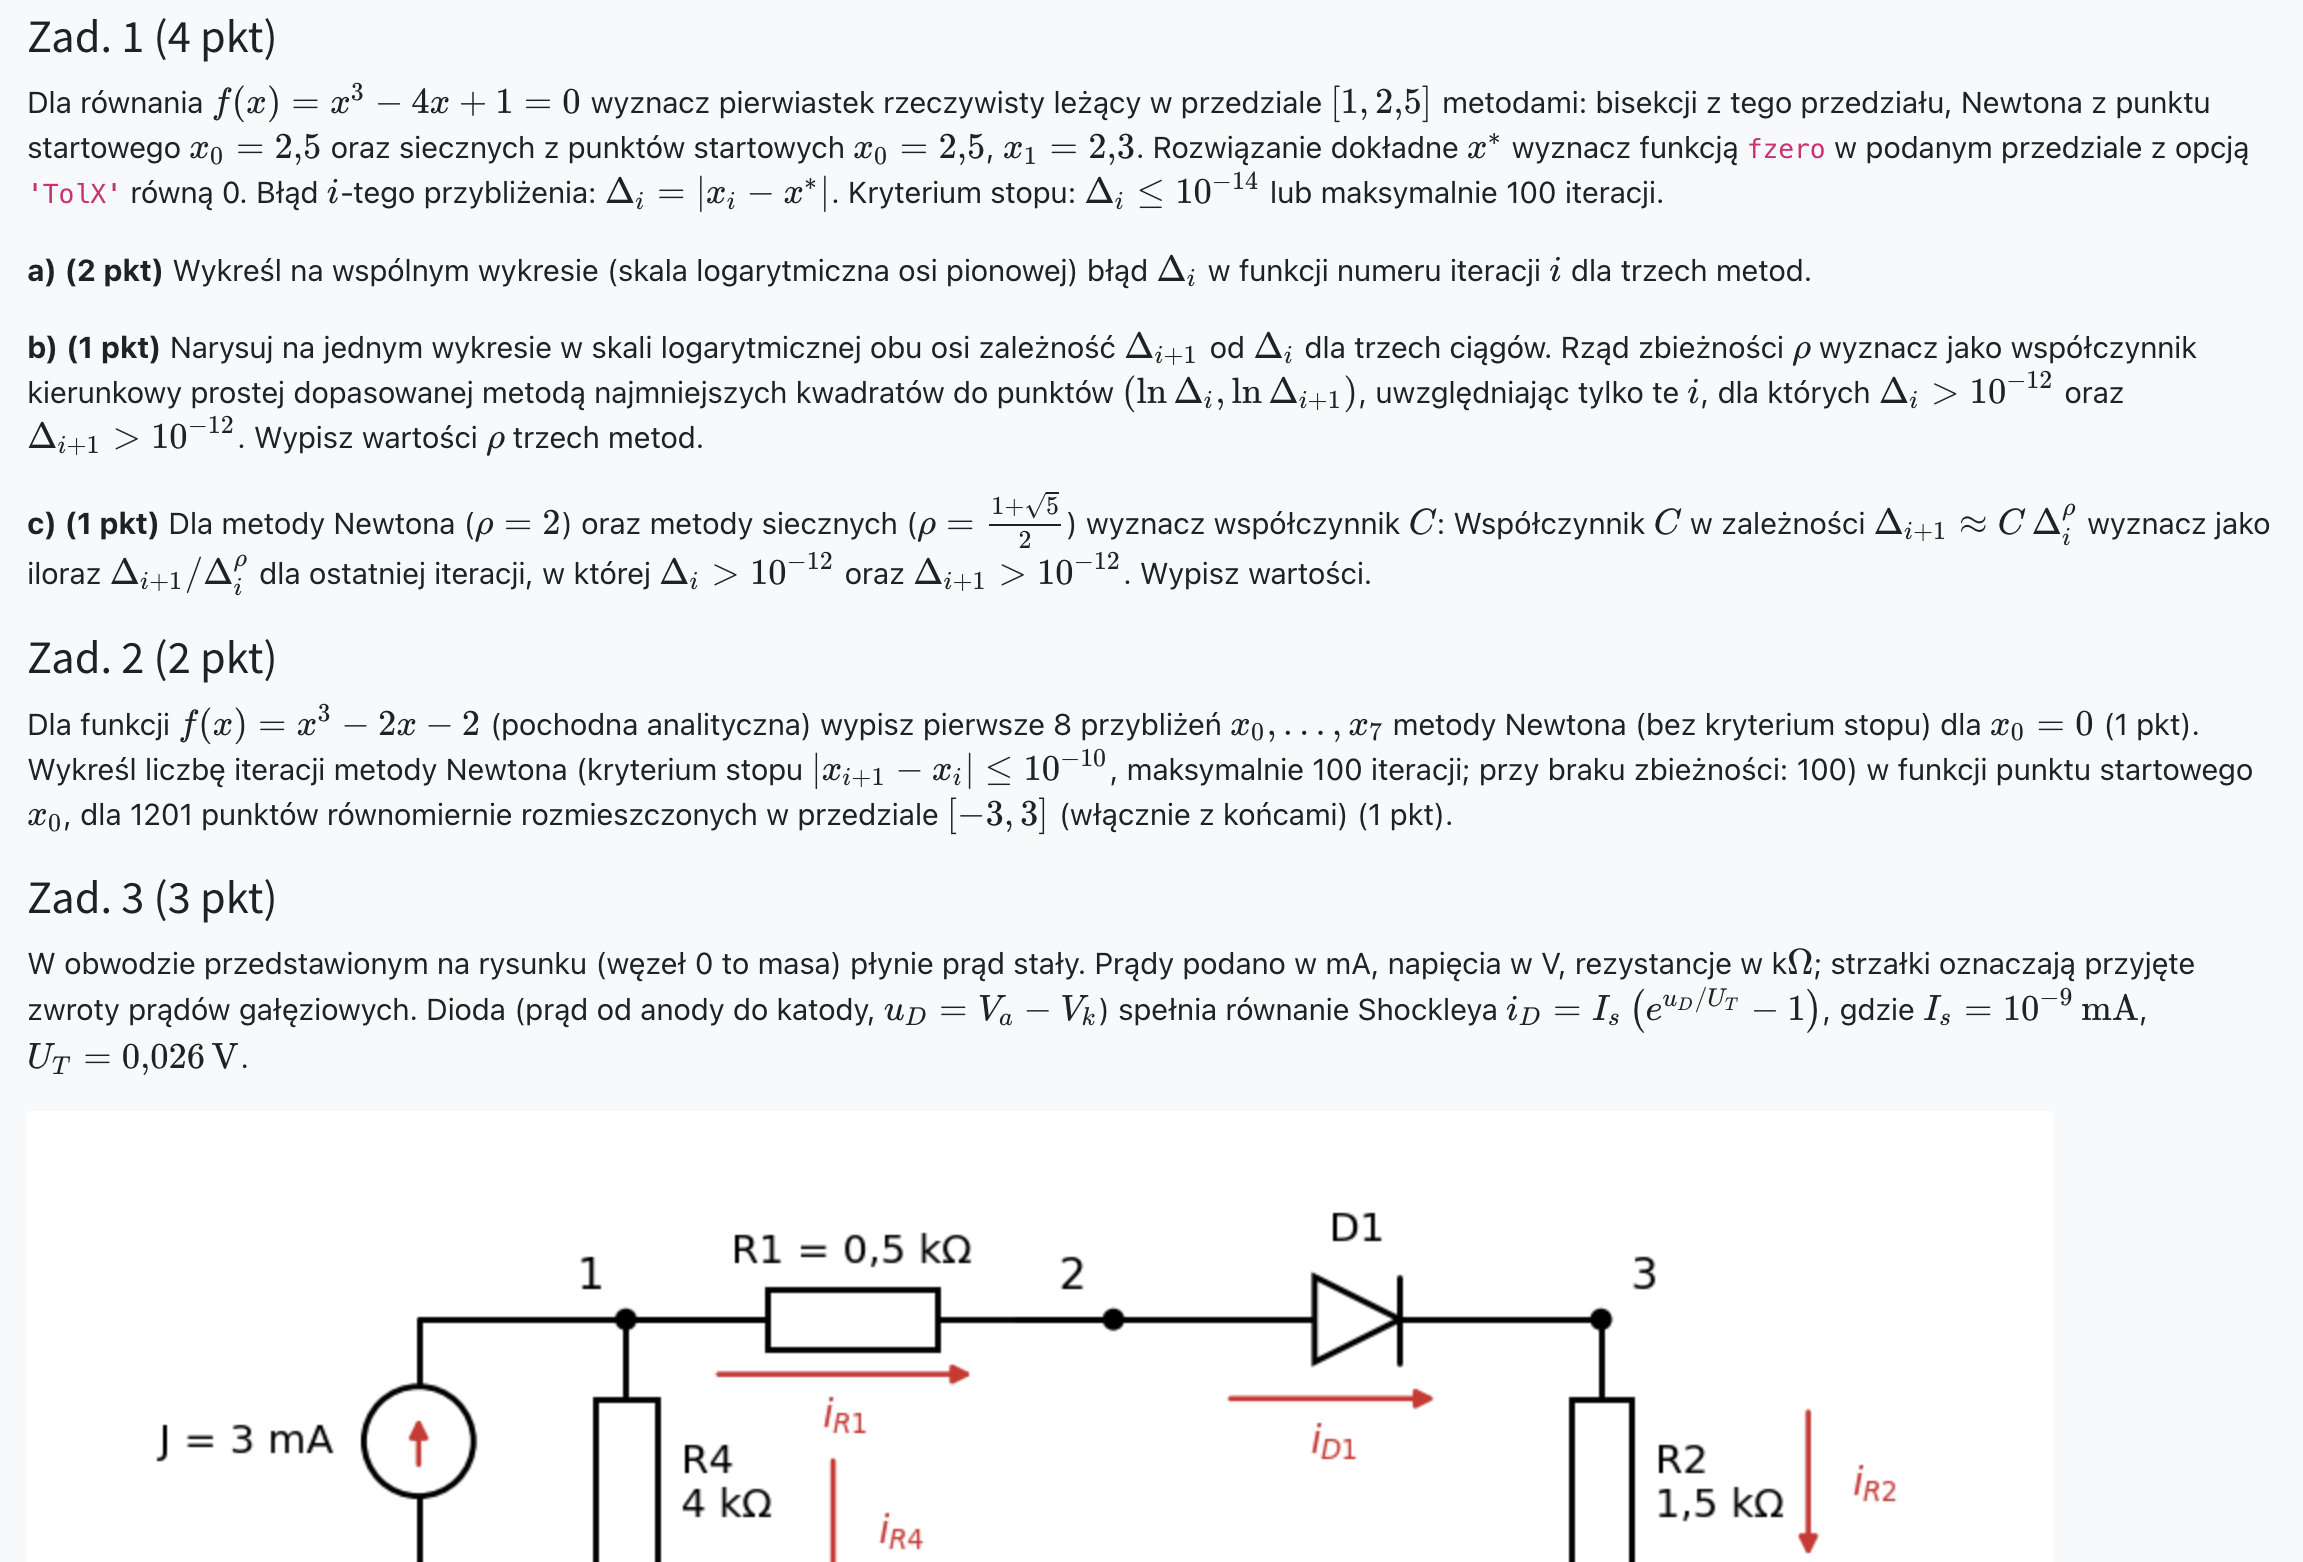 Zad. 1 (4 pkt)
Dla równania f(x) = x³ − 4x + 1 = 0 wyznacz pierwiastek rzeczywisty leżący w przedziale [1, 2,5] metodami: bisekcji z tego przedziału, Newtona z punktu
startowego x₀ = 2,5 oraz siecznych z punktów startowych x₀ = 2,5, x₁ = 2,3. Rozwiązanie dokładne x* wyznacz funkcją fzero w podanym przedziale z opcją
'TolX' równą 0. Błąd i-tego przybliżenia: Δᵢ = |xᵢ − x*|. Kryterium stopu: Δᵢ ≤ 10⁻¹⁴ lub maksymalnie 100 iteracji.
a) (2 pkt) Wykreśl na wspólnym wykresie (skala logarytmiczna osi pionowej) błąd Δᵢ w funkcji numeru iteracji i dla trzech metod.
b) (1 pkt) Narysuj na jednym wykresie w skali logarytmicznej obu osi zależność Δᵢ₊₁ od Δᵢ dla trzech ciągów. Rząd zbieżności ρ wyznacz jako współczynnik
kierunkowy prostej dopasowanej metodą najmniejszych kwadratów do punktów (ln Δᵢ, ln Δᵢ₊₁), uwzględniając tylko te i, dla których Δᵢ > 10⁻¹² oraz
Δᵢ₊₁ > 10⁻¹². Wypisz wartości ρ trzech metod.
c) (1 pkt) Dla metody Newtona (ρ = 2) oraz metody siecznych (ρ = (1+√5)/2) wyznacz współczynnik C: Współczynnik C w zależności Δᵢ₊₁ ≈ C Δᵢ^ρ wyznacz jako
iloraz Δᵢ₊₁/Δᵢ^ρ dla ostatniej iteracji, w której Δᵢ > 10⁻¹² oraz Δᵢ₊₁ > 10⁻¹². Wypisz wartości.
Zad. 2 (2 pkt)
Dla funkcji f(x) = x³ − 2x − 2 (pochodna analityczna) wypisz pierwsze 8 przybliżeń x₀, . . . , x₇ metody Newtona (bez kryterium stopu) dla x₀ = 0 (1 pkt).
Wykreśl liczbę iteracji metody Newtona (kryterium stopu |xᵢ₊₁ − xᵢ| ≤ 10⁻¹⁰, maksymalnie 100 iteracji; przy braku zbieżności: 100) w funkcji punktu startowego
x₀, dla 1201 punktów równomiernie rozmieszczonych w przedziale [−3, 3] (włącznie z końcami) (1 pkt).
Zad. 3 (3 pkt)
W obwodzie przedstawionym na rysunku (węzeł 0 to masa) płynie prąd stały. Prądy podano w mA, napięcia w V, rezystancje w kΩ; strzałki oznaczają przyjęte
zwroty prądów gałęziowych. Dioda (prąd od anody do katody, u_D = Vₐ − Vₖ) spełnia równanie Shockleya i_D = Iₛ (e^(u_D/U_T) − 1), gdzie Iₛ = 10⁻⁹ mA,
U_T = 0,026 V.
D1
R1 = 0,5 kΩ
1
2
3
i_R1
i_D1
J = 3 mA
R4
4 kΩ
i_R4
R2
1,5 kΩ
i_R2